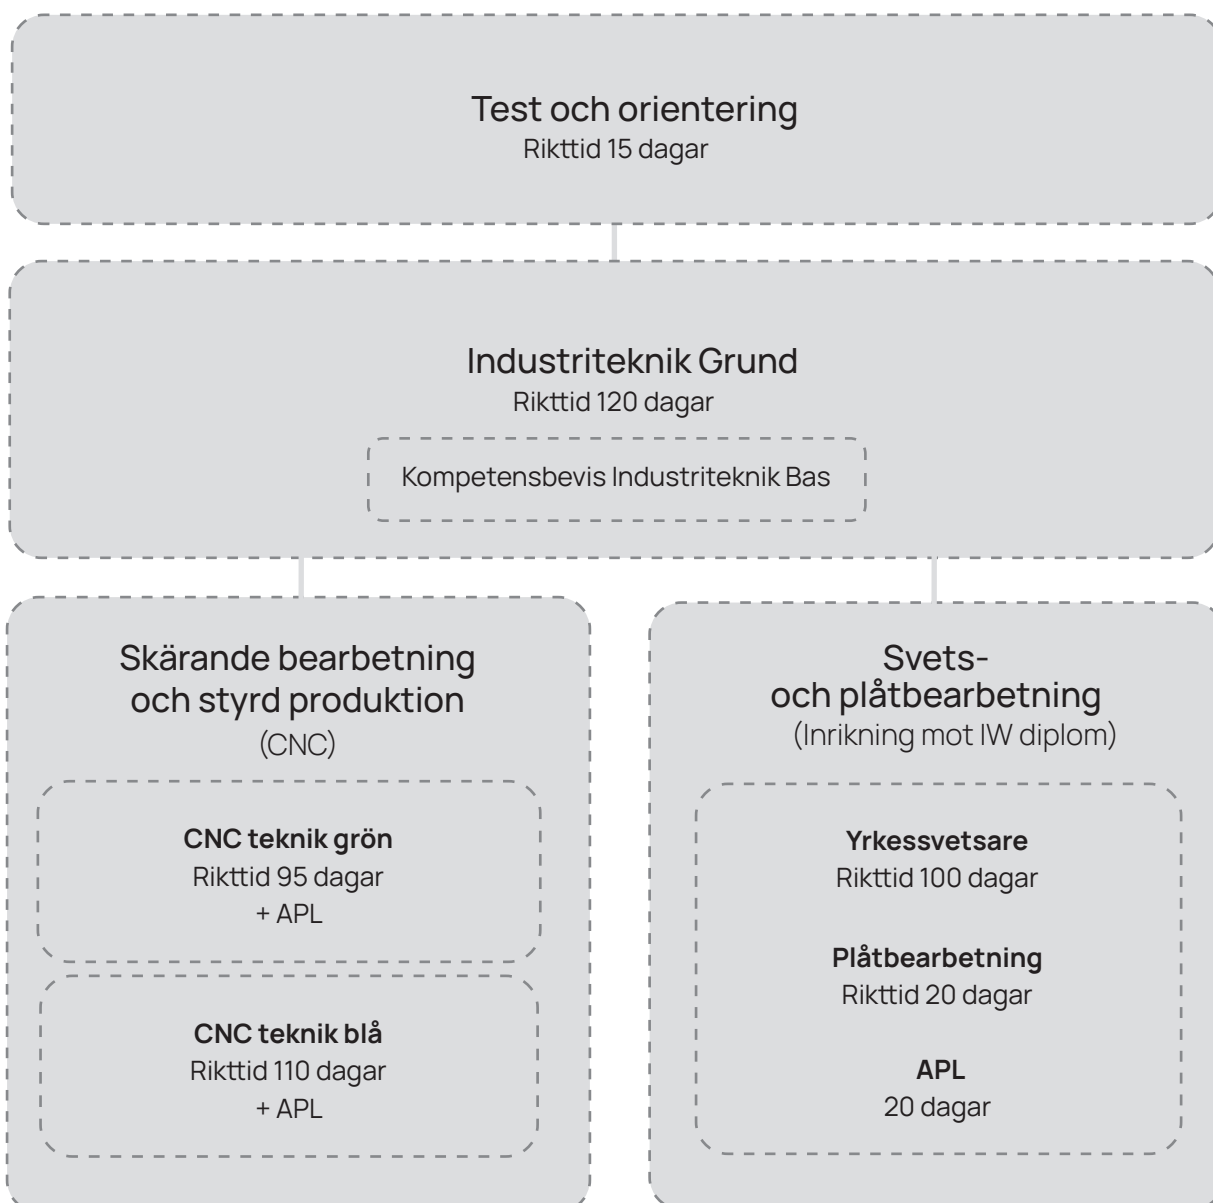 Test och orientering
Rikttid 15 dagar
Industriteknik Grund
Rikttid 120 dagar
Kompetensbevis Industriteknik Bas
Skärande bearbetning
och styrd produktion
(CNC)
CNC teknik grön
Rikttid 95 dagar
+ APL
CNC teknik blå
Rikttid 110 dagar
+ APL
Svets-
och plåtbearbetning
(Inrikning mot IW diplom)
Yrkessvetsare
Rikttid 100 dagar
Plåtbearbetning
Rikttid 20 dagar
APL
20 dagar